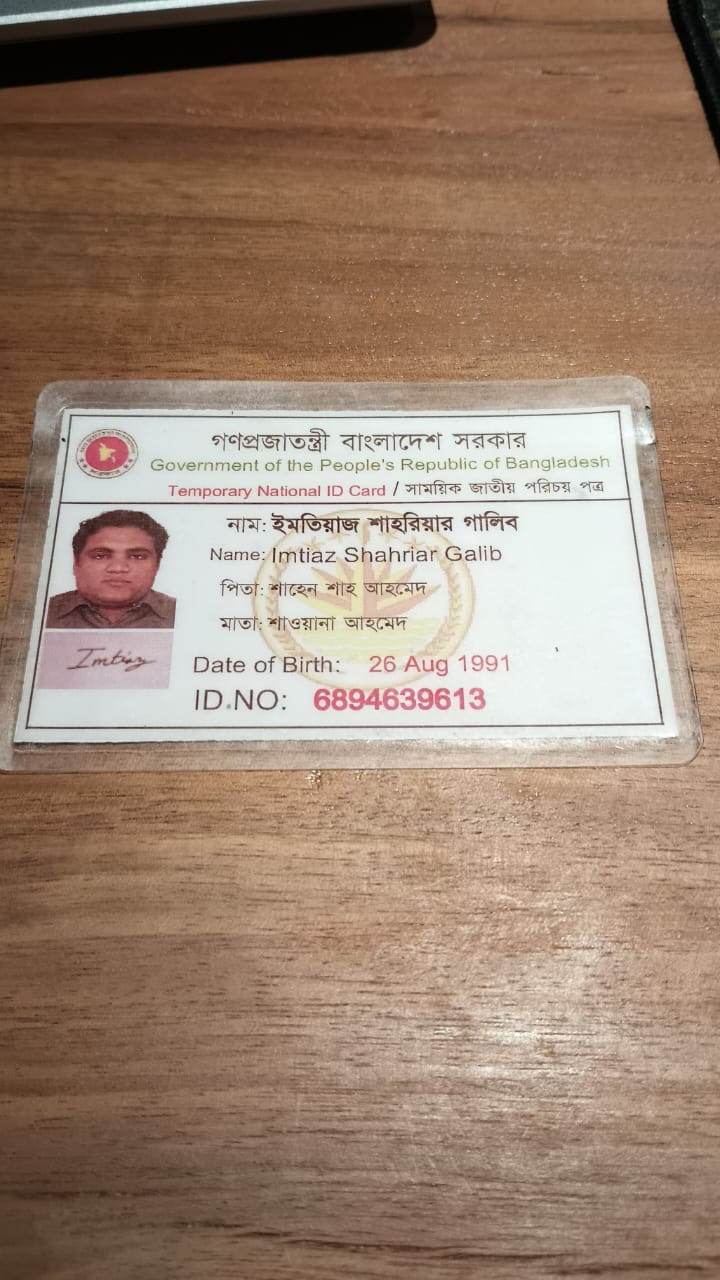 গণপ্রজাতন্ত্রী বাংলাদেশ সরকার
Government of the People's Republic of Bangladesh
Temporary National ID Card / সাময়িক জাতীয় পরিচয় পত্র
নাম: ইমতিয়াজ শাহরিয়ার গালিব
Name: Imtiaz Shahriar Galib
পিতা: শাহেন শাহ আহমেদ
মাতা: শাওয়ানা আহমেদ
Imtiaz
Date of Birth: 26 Aug 1991
ID.NO: 6894639613